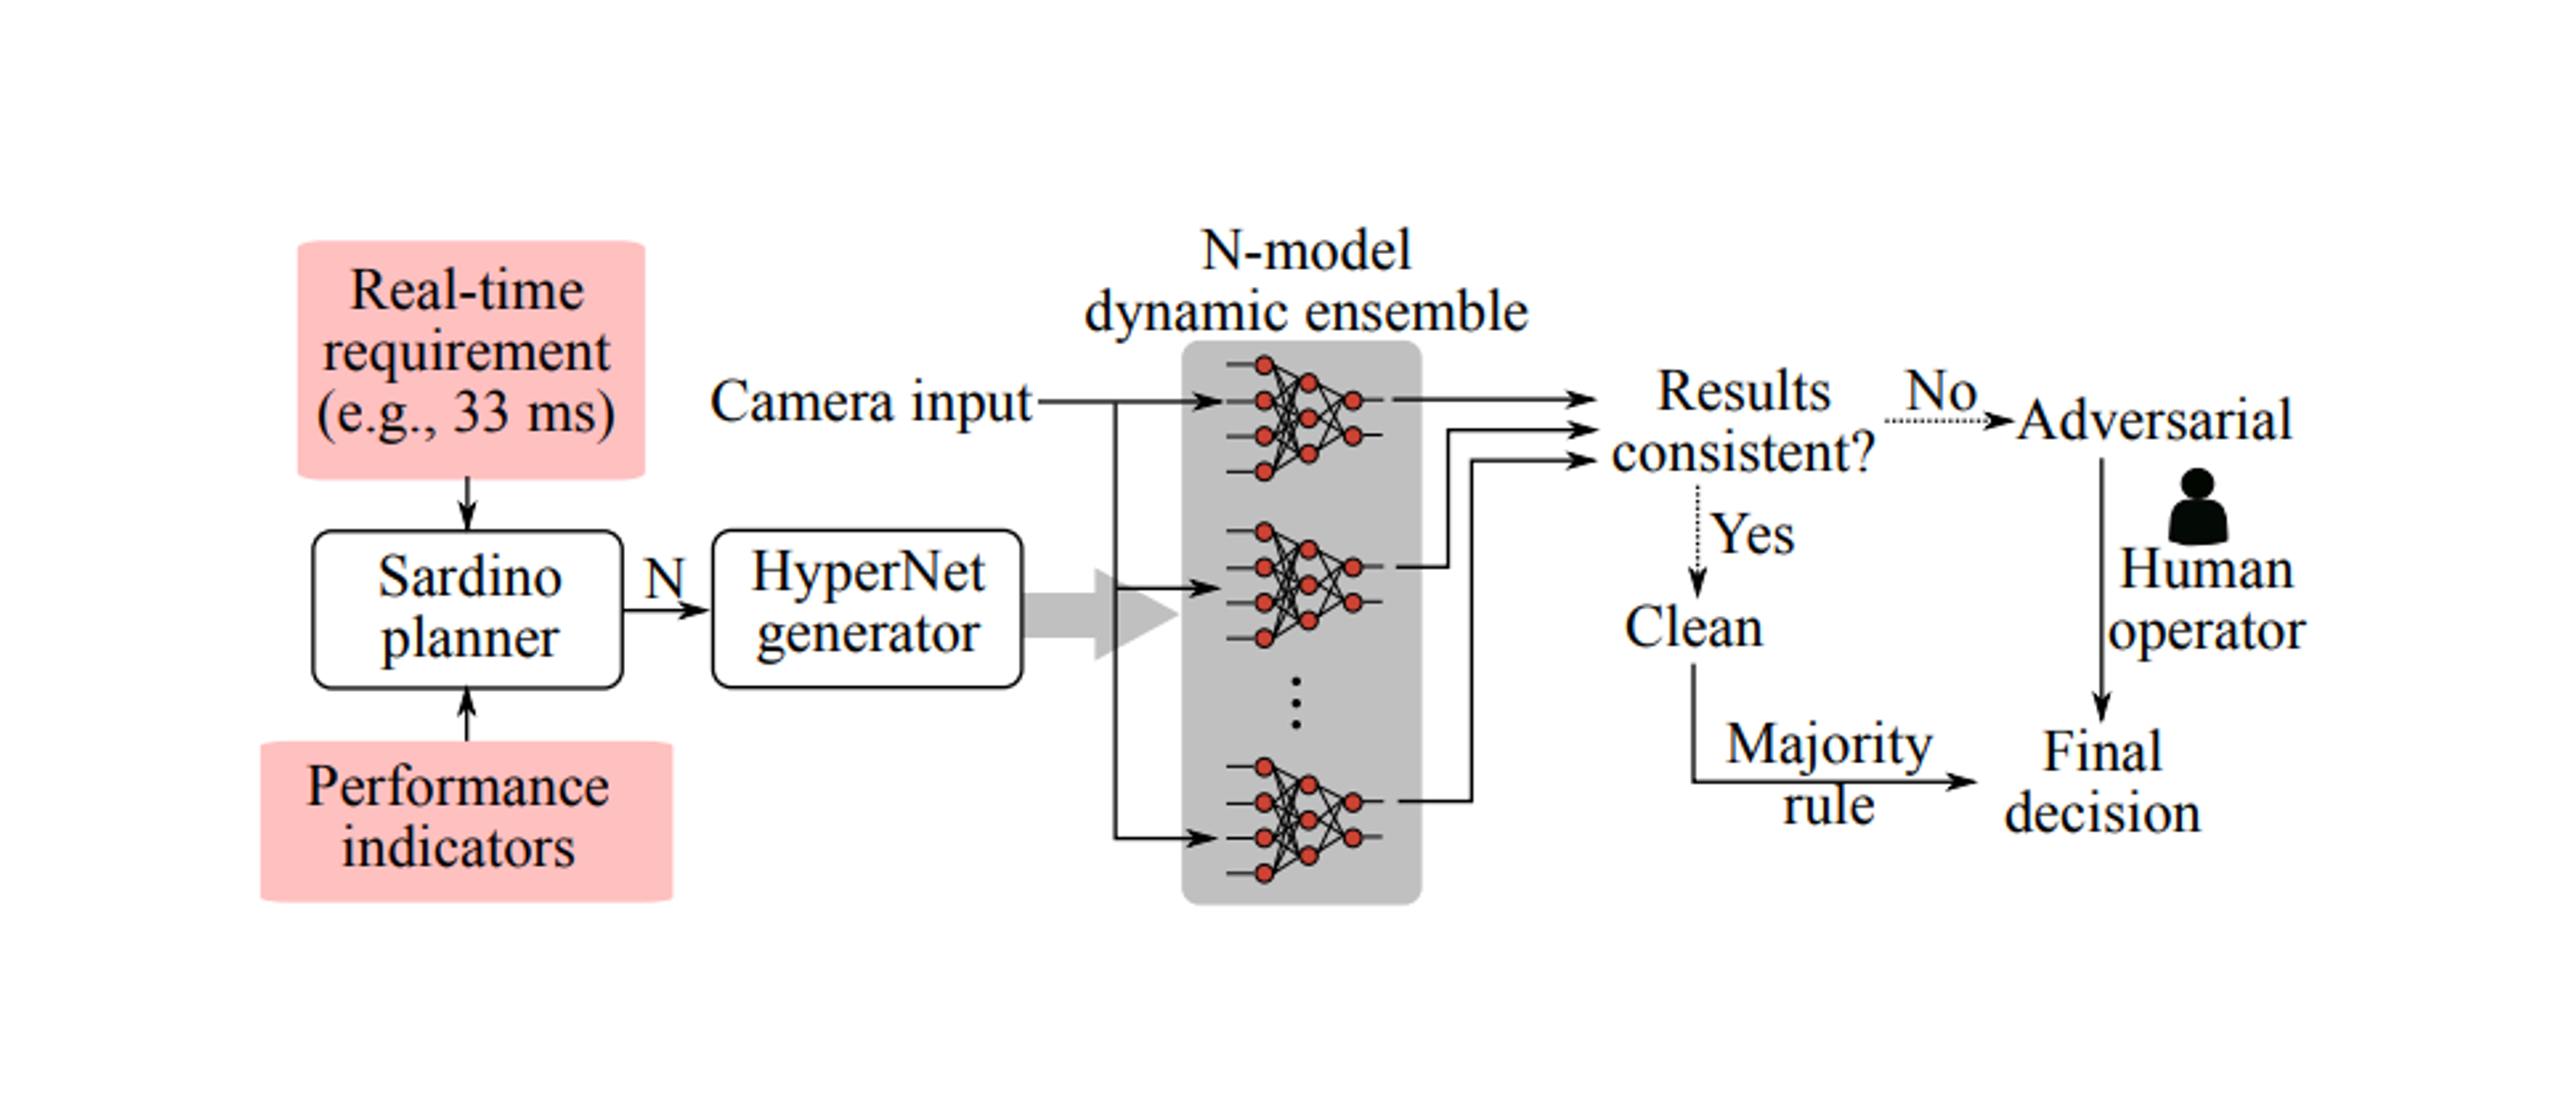 Real-time
requirement
(e.g., 33 ms)
Sardino
planner
Performance
indicators
N
HyperNet
generator
Camera input
N-model
dynamic ensemble
Results
consistent?
No
Adversarial
Yes
Clean
Human
operator
Majority
rule
Final
decision